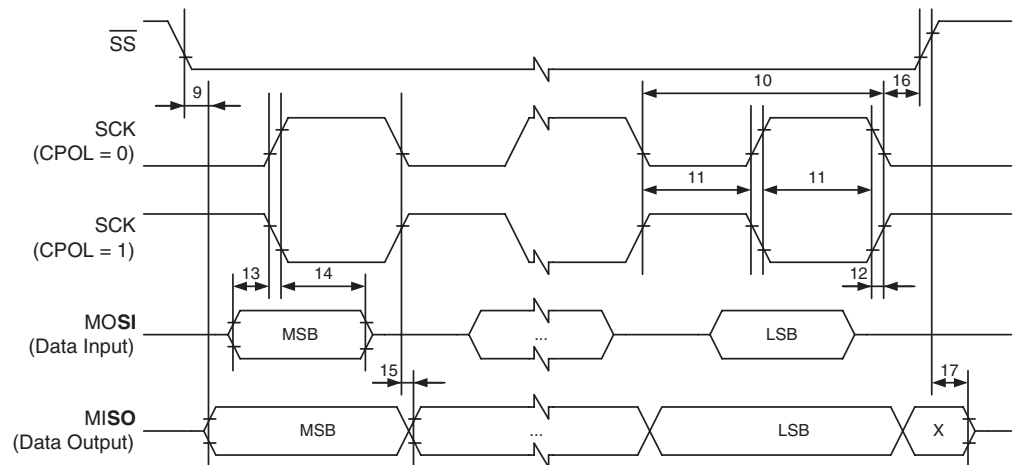 SS
9
10
16
SCK
(CPOL = 0)
11
11
SCK
(CPOL = 1)
13
14
12
MOSI
(Data Input)
MSB
...
LSB
15
17
MISO
(Data Output)
MSB
...
LSB
X